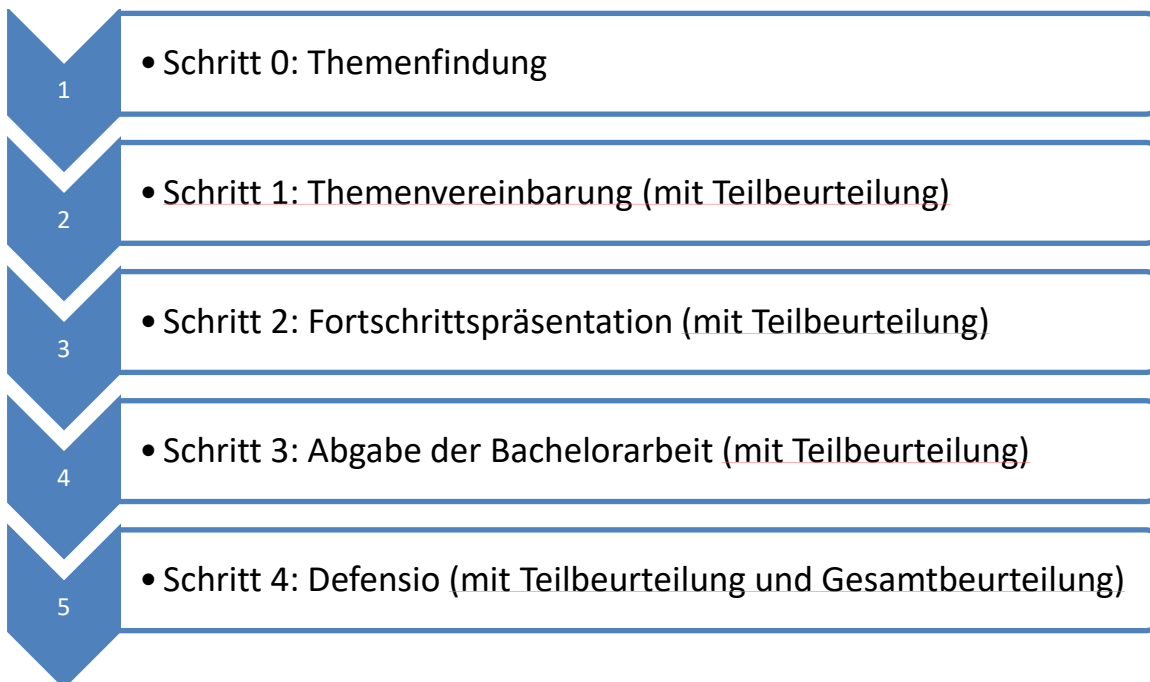 1
• Schritt 0: Themenfindung
2
• Schritt 1: Themenvereinbarung (mit Teilbeurteilung)
3
• Schritt 2: Fortschrittspräsentation (mit Teilbeurteilung)
4
• Schritt 3: Abgabe der Bachelorarbeit (mit Teilbeurteilung)
5
• Schritt 4: Defensio (mit Teilbeurteilung und Gesamtbeurteilung)